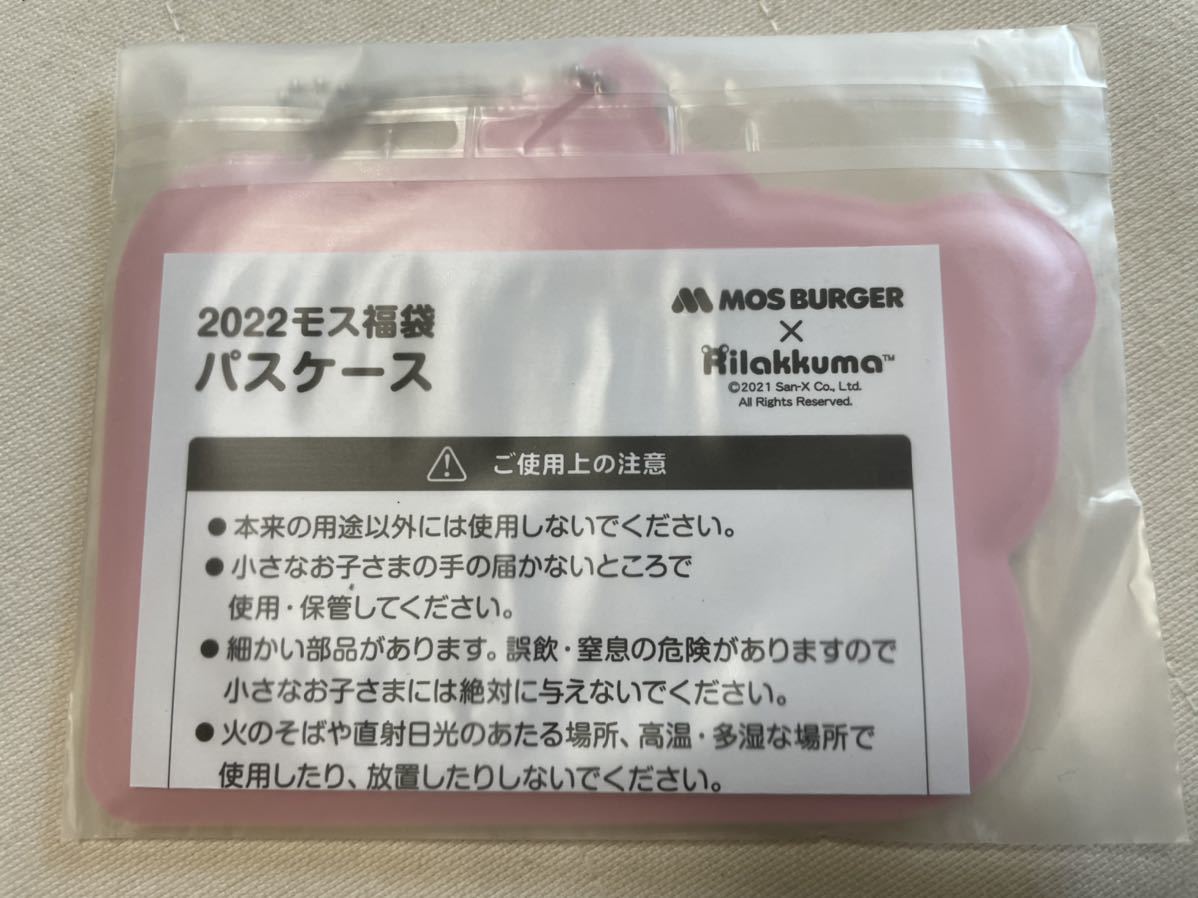 2022モス福袋
パスケース
MOS BURGER
×
Rilakkuma™
©2021 San-X Co., Ltd.
All Rights Reserved.
ご使用上の注意
●本来の用途以外には使用しないでください。
●小さなお子さまの手の届かないところで
使用・保管してください。
●細かい部品があります。誤飲・窒息の危険がありますので
小さなお子さまには絶対に与えないでください。
●火のそばや直射日光のあたる場所、高温・多湿な場所で
使用したり、放置したりしないでください。